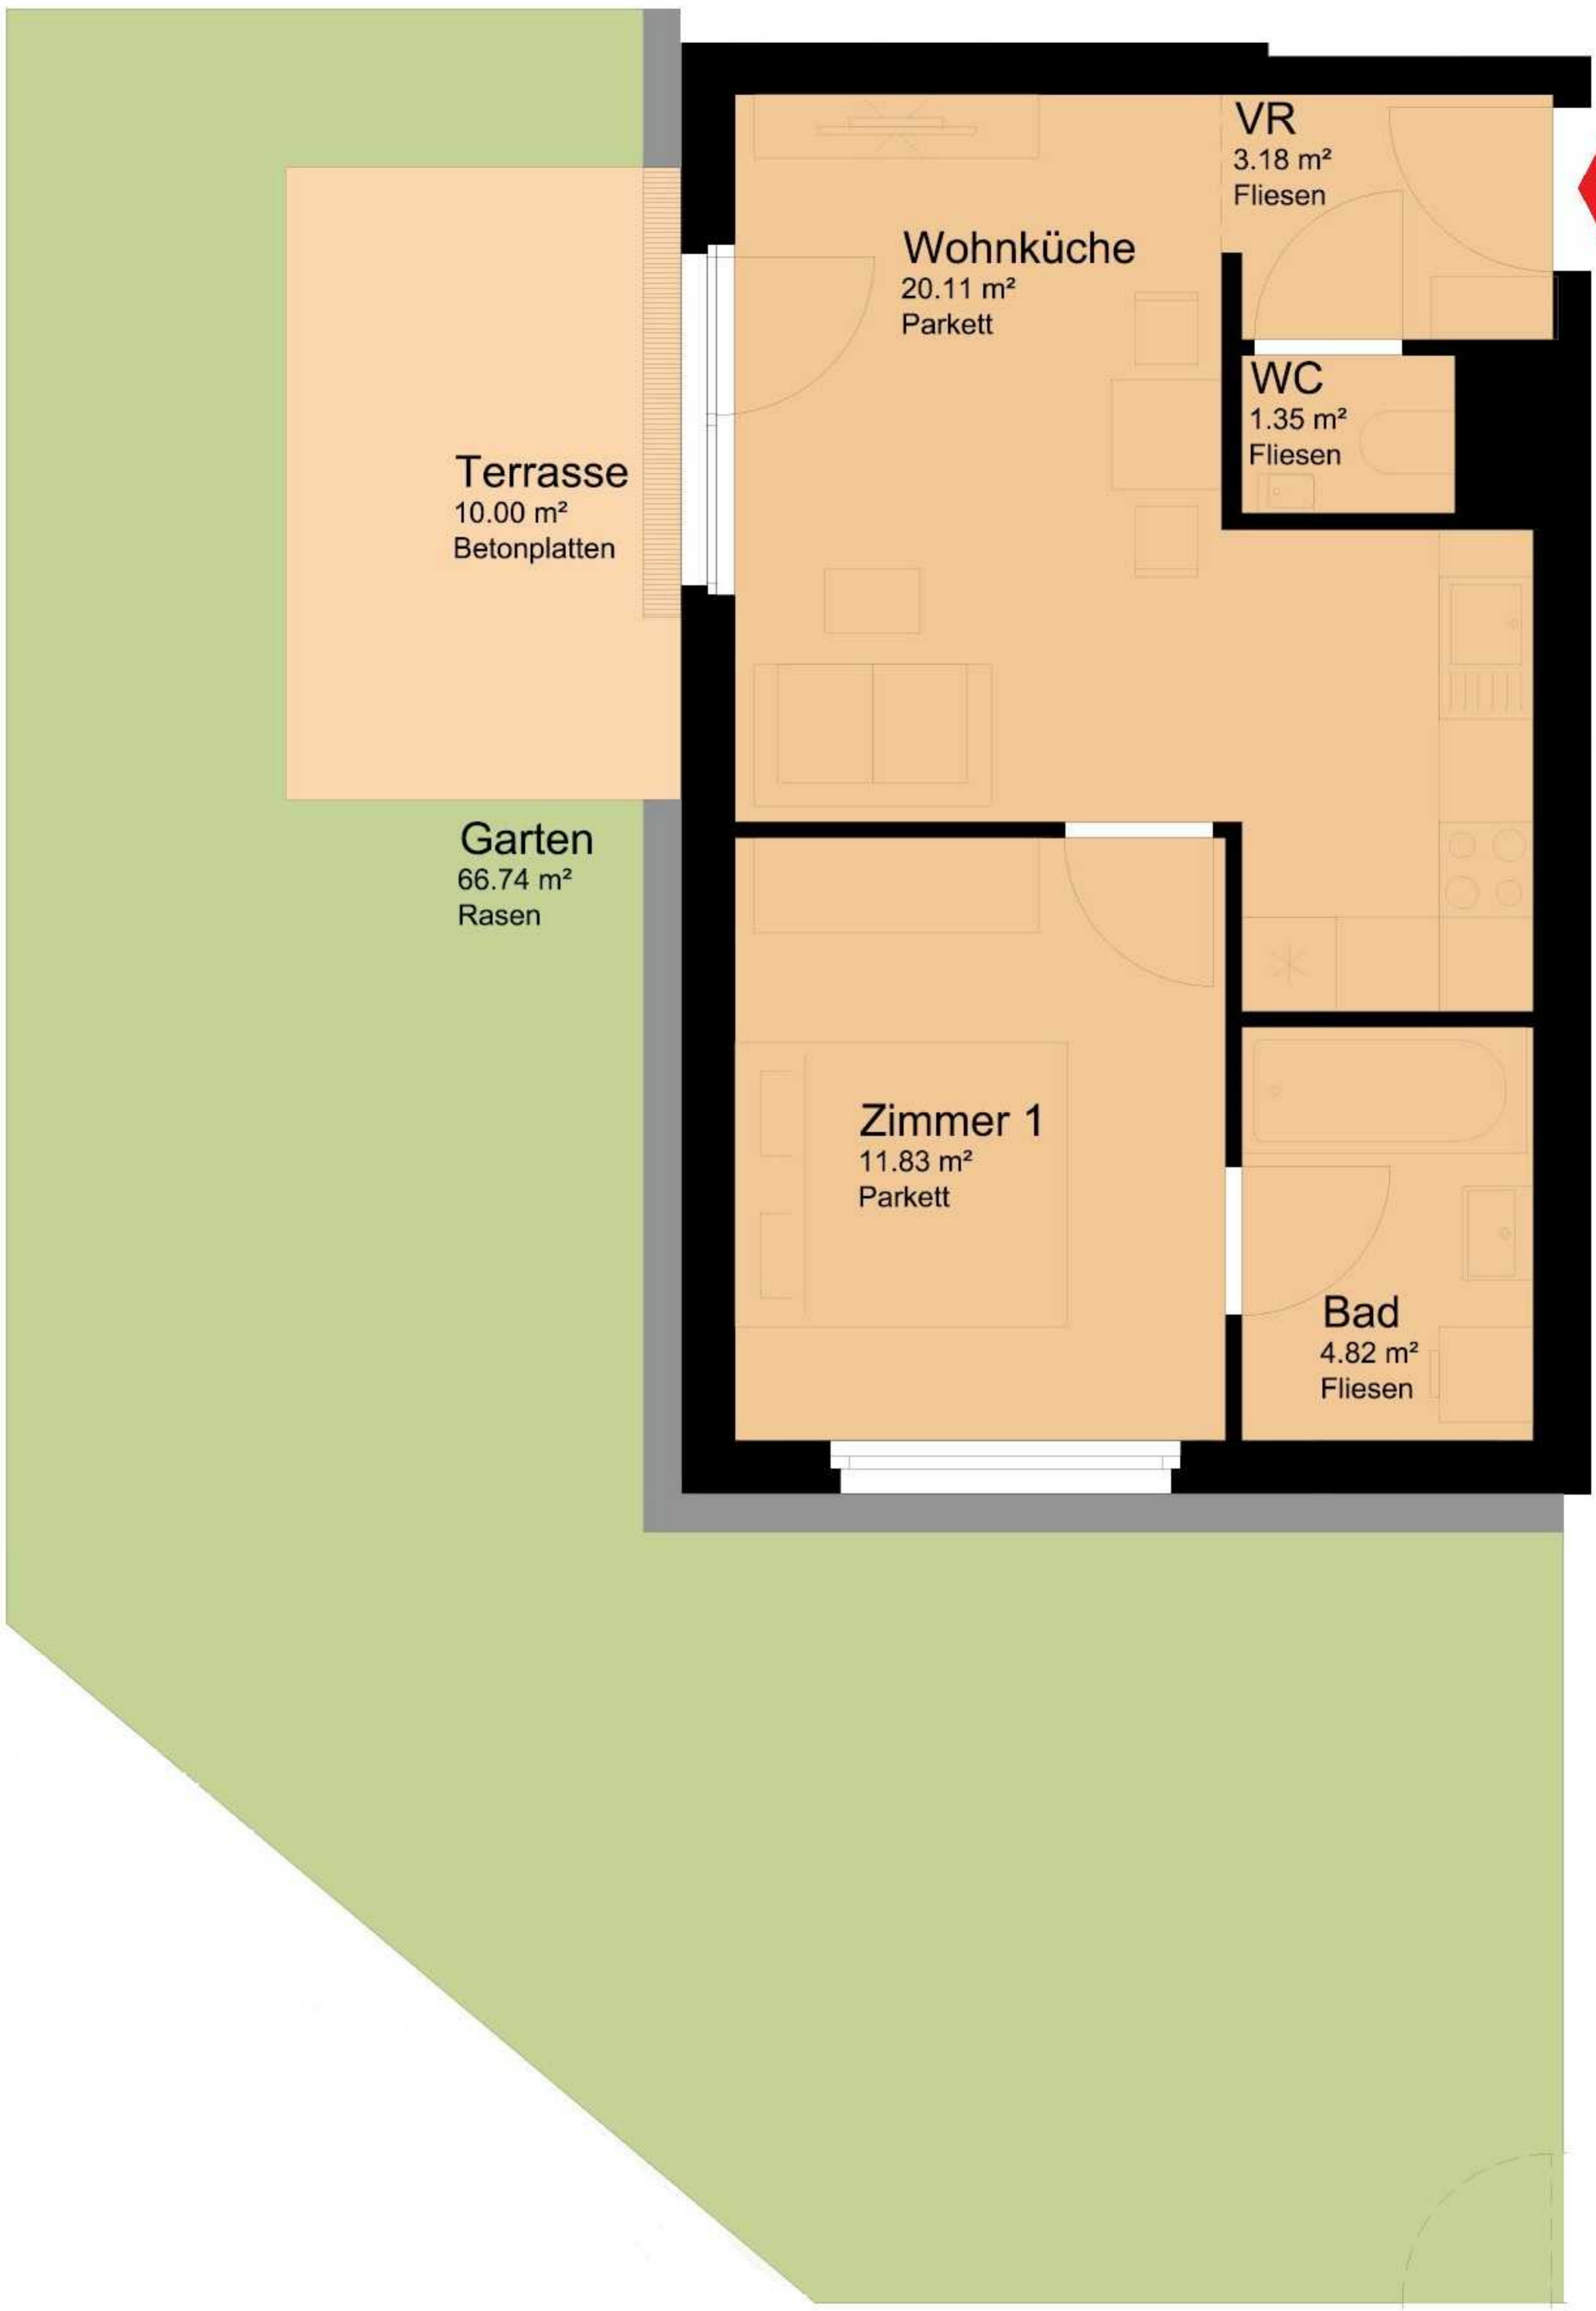 VR
3.18 m²
Fliesen
Wohnküche
20.11 m²
Parkett
WC
1.35 m²
Fliesen
Terrasse
10.00 m²
Betonplatten
Garten
66.74 m²
Rasen
Zimmer 1
11.83 m²
Parkett
Bad
4.82 m²
Fliesen